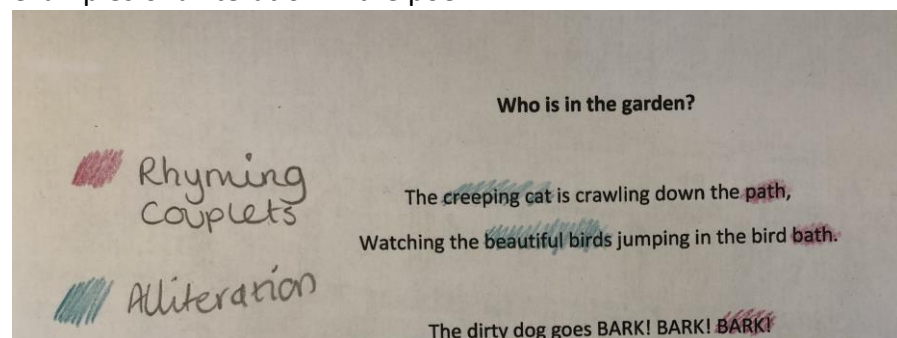 Who is in the garden?
Rhyming
Couplets
The creeping cat is crawling down the path,
Watching the beautiful birds jumping in the bird bath.
Alliteration
The dirty dog goes BARK! BARK! BARK!